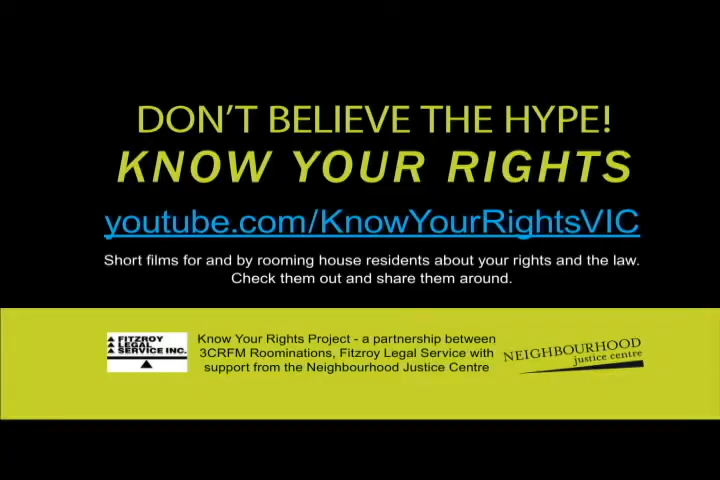 DON'T BELIEVE THE HYPE!
KNOW YOUR RIGHTS
youtube.com/KnowYourRightsVIC
Short films for and by rooming house residents about your rights and the law.
Check them out and share them around.
FITZROY
LEGAL
SERVICE INC.
Know Your Rights Project - a partnership between
3CRFM Roominations, Fitzroy Legal Service with
support from the Neighbourhood Justice Centre
NEIGHBOURHOOD
justice centre